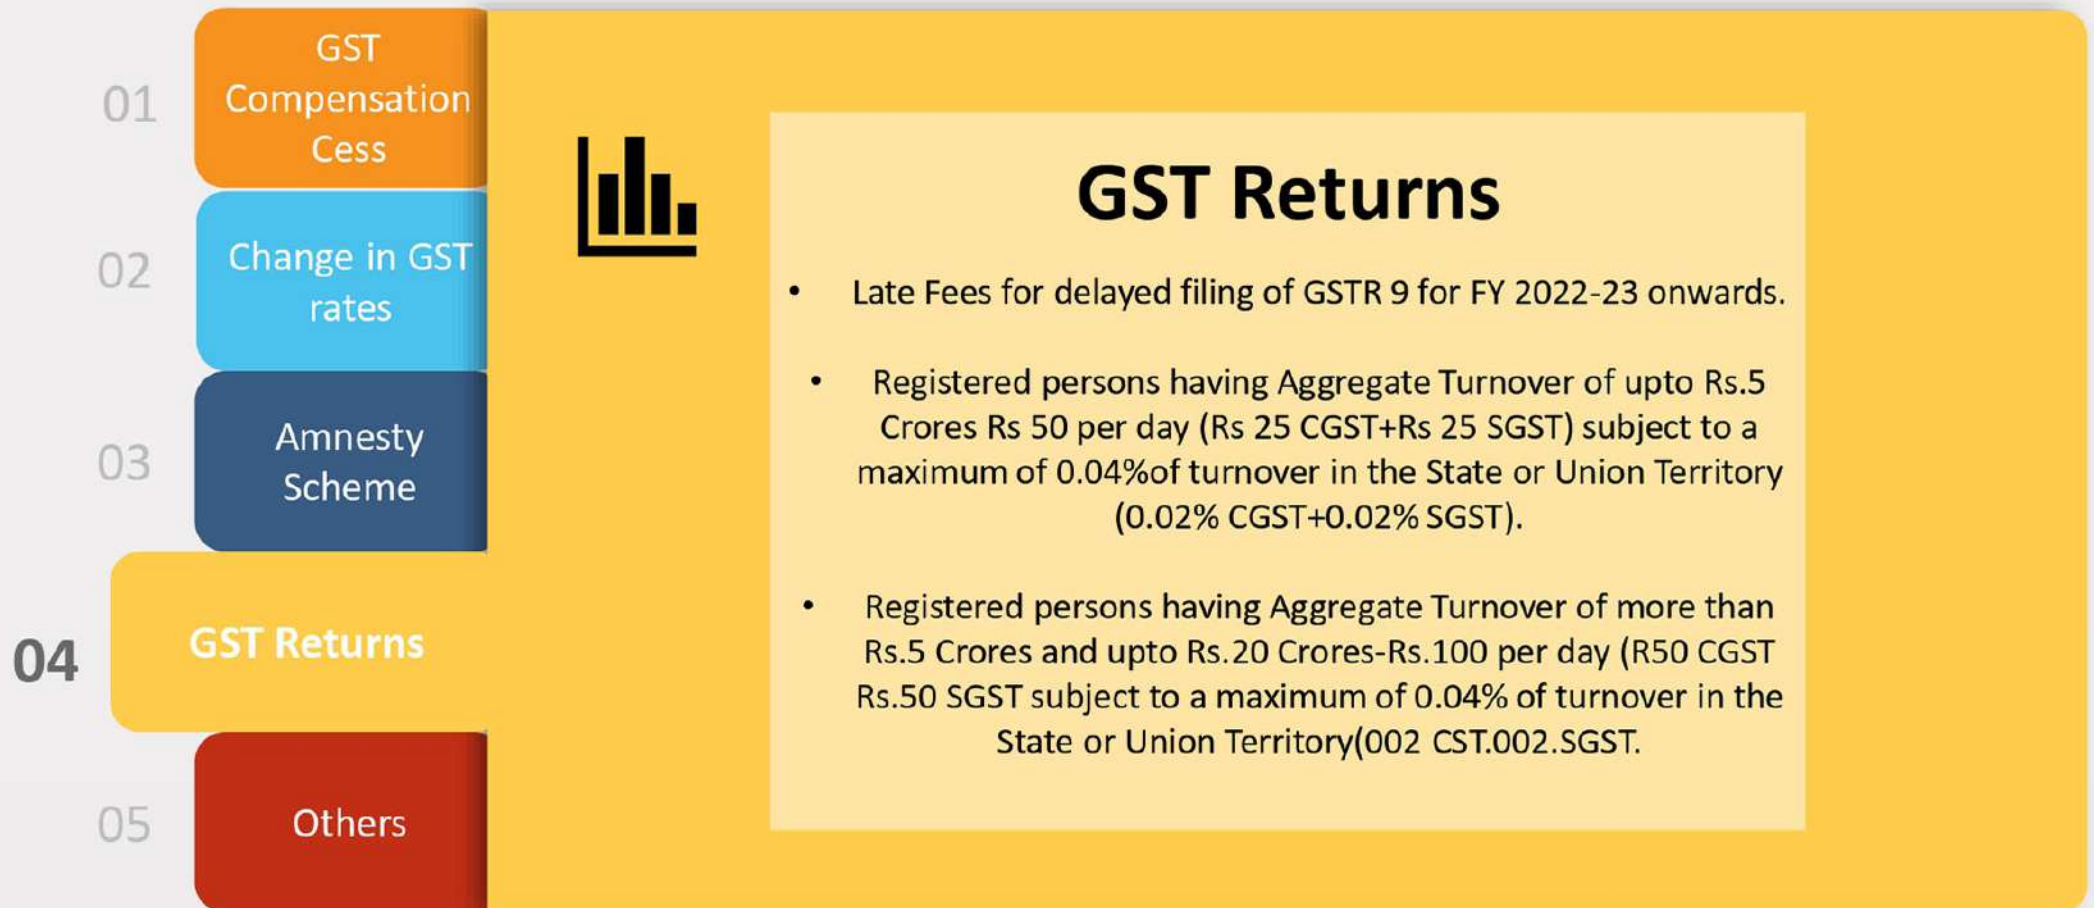 01
GST
Compensation
Cess
02
Change in GST
rates
03
Amnesty
Scheme
04
GST Returns
05
Others
GST Returns
• Late Fees for delayed filing of GSTR 9 for FY 2022-23 onwards.
• Registered persons having Aggregate Turnover of upto Rs.5
Crores Rs 50 per day (Rs 25 CGST+Rs 25 SGST) subject to a
maximum of 0.04%of turnover in the State or Union Territory
(0.02% CGST+0.02% SGST).
• Registered persons having Aggregate Turnover of more than
Rs.5 Crores and upto Rs.20 Crores-Rs.100 per day (R50 CGST
Rs.50 SGST subject to a maximum of 0.04% of turnover in the
State or Union Territory(002 CST.002.SGST.